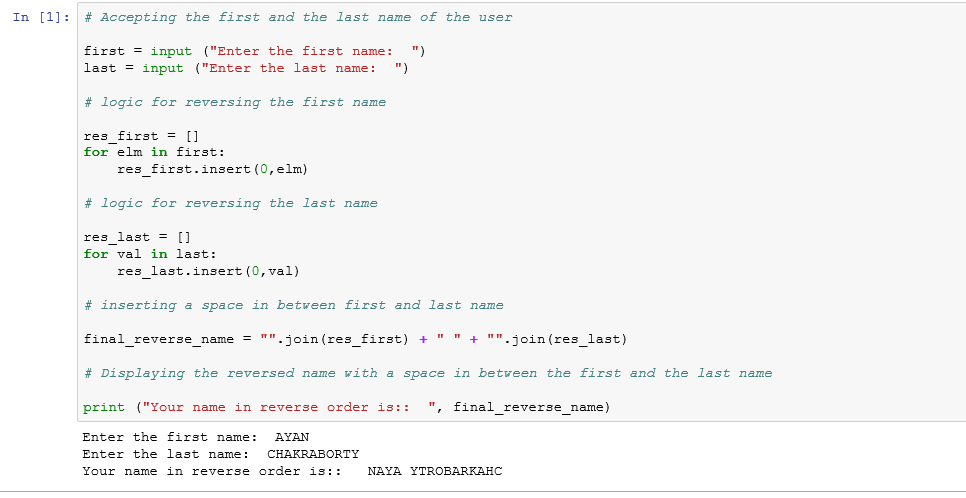 In [1]: # Accepting the first and the last name of the user
first = input ("Enter the first name:  ")
last = input ("Enter the last name:  ")
# logic for reversing the first name
res_first = []
for elm in first:
    res_first.insert(0,elm)
# logic for reversing the last name
res_last = []
for val in last:
    res_last.insert(0,val)
# inserting a space in between first and last name
final_reverse_name = "".join(res_first) + " " + "".join(res_last)
# Displaying the reversed name with a space in between the first and the last name
print ("Your name in reverse order is::  ", final_reverse_name)
Enter the first name:  AYAN
Enter the last name:  CHAKRABORTY
Your name in reverse order is::   NAYA YTROBARKAHC